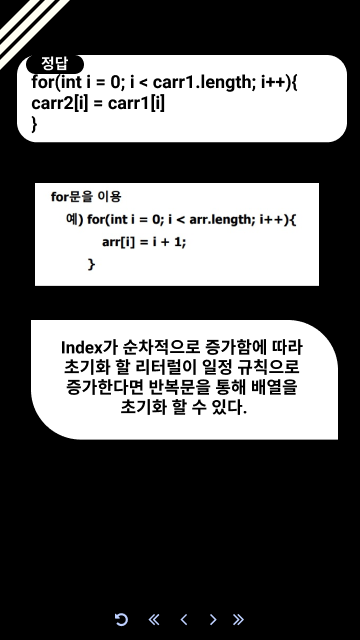 정답
for(int i = 0; i < carr1.length; i++){
carr2[i] = carr1[i]
}
for문을 이용
예) for(int i = 0; i < arr.length; i++){
arr[i] = i + 1;
}
Index가 순차적으로 증가함에 따라
초기화 할 리터럴이 일정 규칙으로
증가한다면 반복문을 통해 배열을
초기화 할 수 있다.